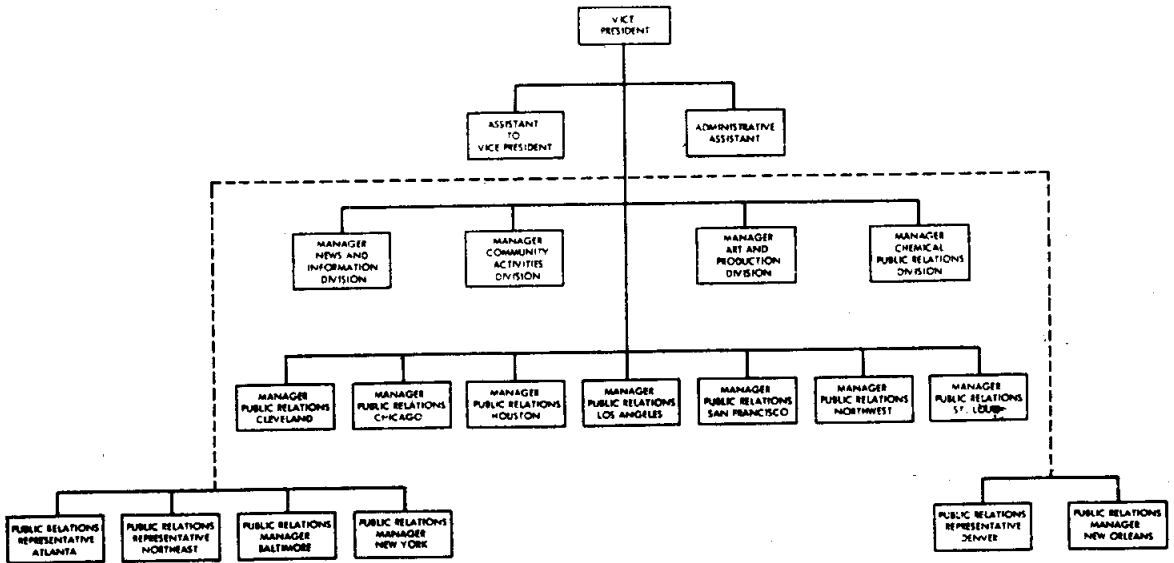 VICE
PRESIDENT
ASSISTANT
TO
VICE PRESIDENT
ADMINISTRATIVE
ASSISTANT
MANAGER
NEWS AND
INFORMATION
DIVISION
MANAGER
COMMUNITY
ACTIVITIES
DIVISION
MANAGER
ART AND
PRODUCTION
DIVISION
MANAGER
CHEMICAL
PUBLIC RELATIONS
DIVISION
MANAGER
PUBLIC RELATIONS
CLEVELAND
MANAGER
PUBLIC RELATIONS
CHICAGO
MANAGER
PUBLIC RELATIONS
HOUSTON
MANAGER
PUBLIC RELATIONS
LOS ANGELES
MANAGER
PUBLIC RELATIONS
SAN FRANCISCO
MANAGER
PUBLIC RELATIONS
NORTHWEST
MANAGER
PUBLIC RELATIONS
ST. LOUIS
PUBLIC RELATIONS
REPRESENTATIVE
ATLANTA
PUBLIC RELATIONS
REPRESENTATIVE
NORTHEAST
PUBLIC RELATIONS
MANAGER
BALTIMORE
PUBLIC RELATIONS
MANAGER
NEW YORK
PUBLIC RELATIONS
REPRESENTATIVE
DENVER
PUBLIC RELATIONS
MANAGER
NEW ORLEANS